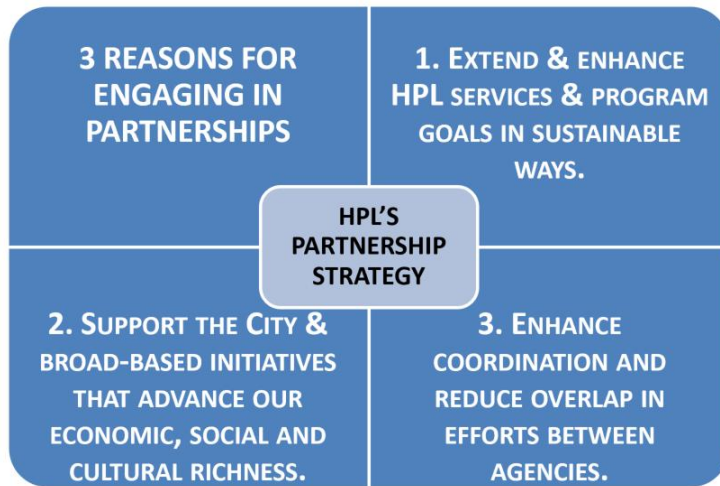 3 REASONS FOR
ENGAGING IN
PARTNERSHIPS
1. EXTEND & ENHANCE
HPL SERVICES & PROGRAM
GOALS IN SUSTAINABLE
WAYS.
HPL'S
PARTNERSHIP
STRATEGY
2. SUPPORT THE CITY &
BROAD-BASED INITIATIVES
THAT ADVANCE OUR
ECONOMIC, SOCIAL AND
CULTURAL RICHNESS.
3. ENHANCE
COORDINATION AND
REDUCE OVERLAP IN
EFFORTS BETWEEN
AGENCIES.